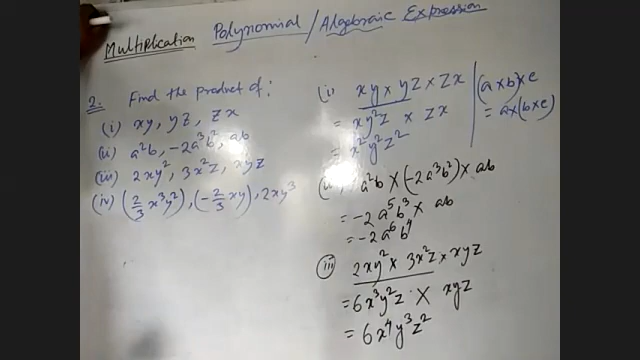 Multiplication Polynomial / Algebraic Expression
2. Find the product of:
(i) xy, yz, zx
(ii) a²b, -2a³b², ab
(iii) 2xy², 3x²z, xyz
(iv) (2/3 x³y²), (-2/3 xy), 2xy³
(i) xy × yz × zx
= xy²z × zx
= x²y²z²
(a×b)×c
= a×(b×c)
(ii) a²b × (-2a³b²) × ab
= -2a⁵b³ × ab
= -2a⁶b⁴
(iii) 2xy² × 3x²z × xyz
= 6x³y²z × xyz
= 6x⁴y³z²